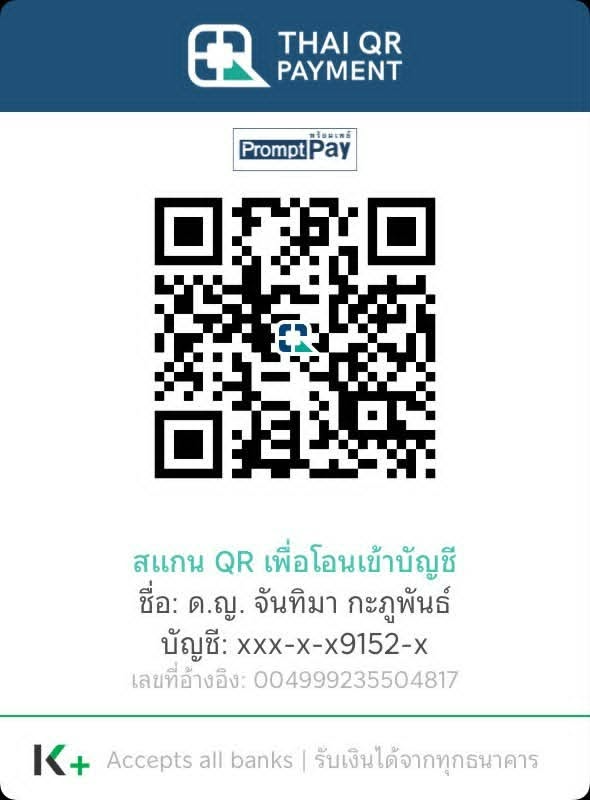 THAI QR
PAYMENT
พร้อมเพย์
PromptPay
สแกน QR เพื่อโอนเข้าบัญชี
ชื่อ: ด.ญ. จันทิมา กะภูพันธ์
บัญชี: xxx-x-x9152-x
เลขที่อ้างอิง: 004999235504817
K+ Accepts all banks | รับเงินได้จากทุกธนาคาร